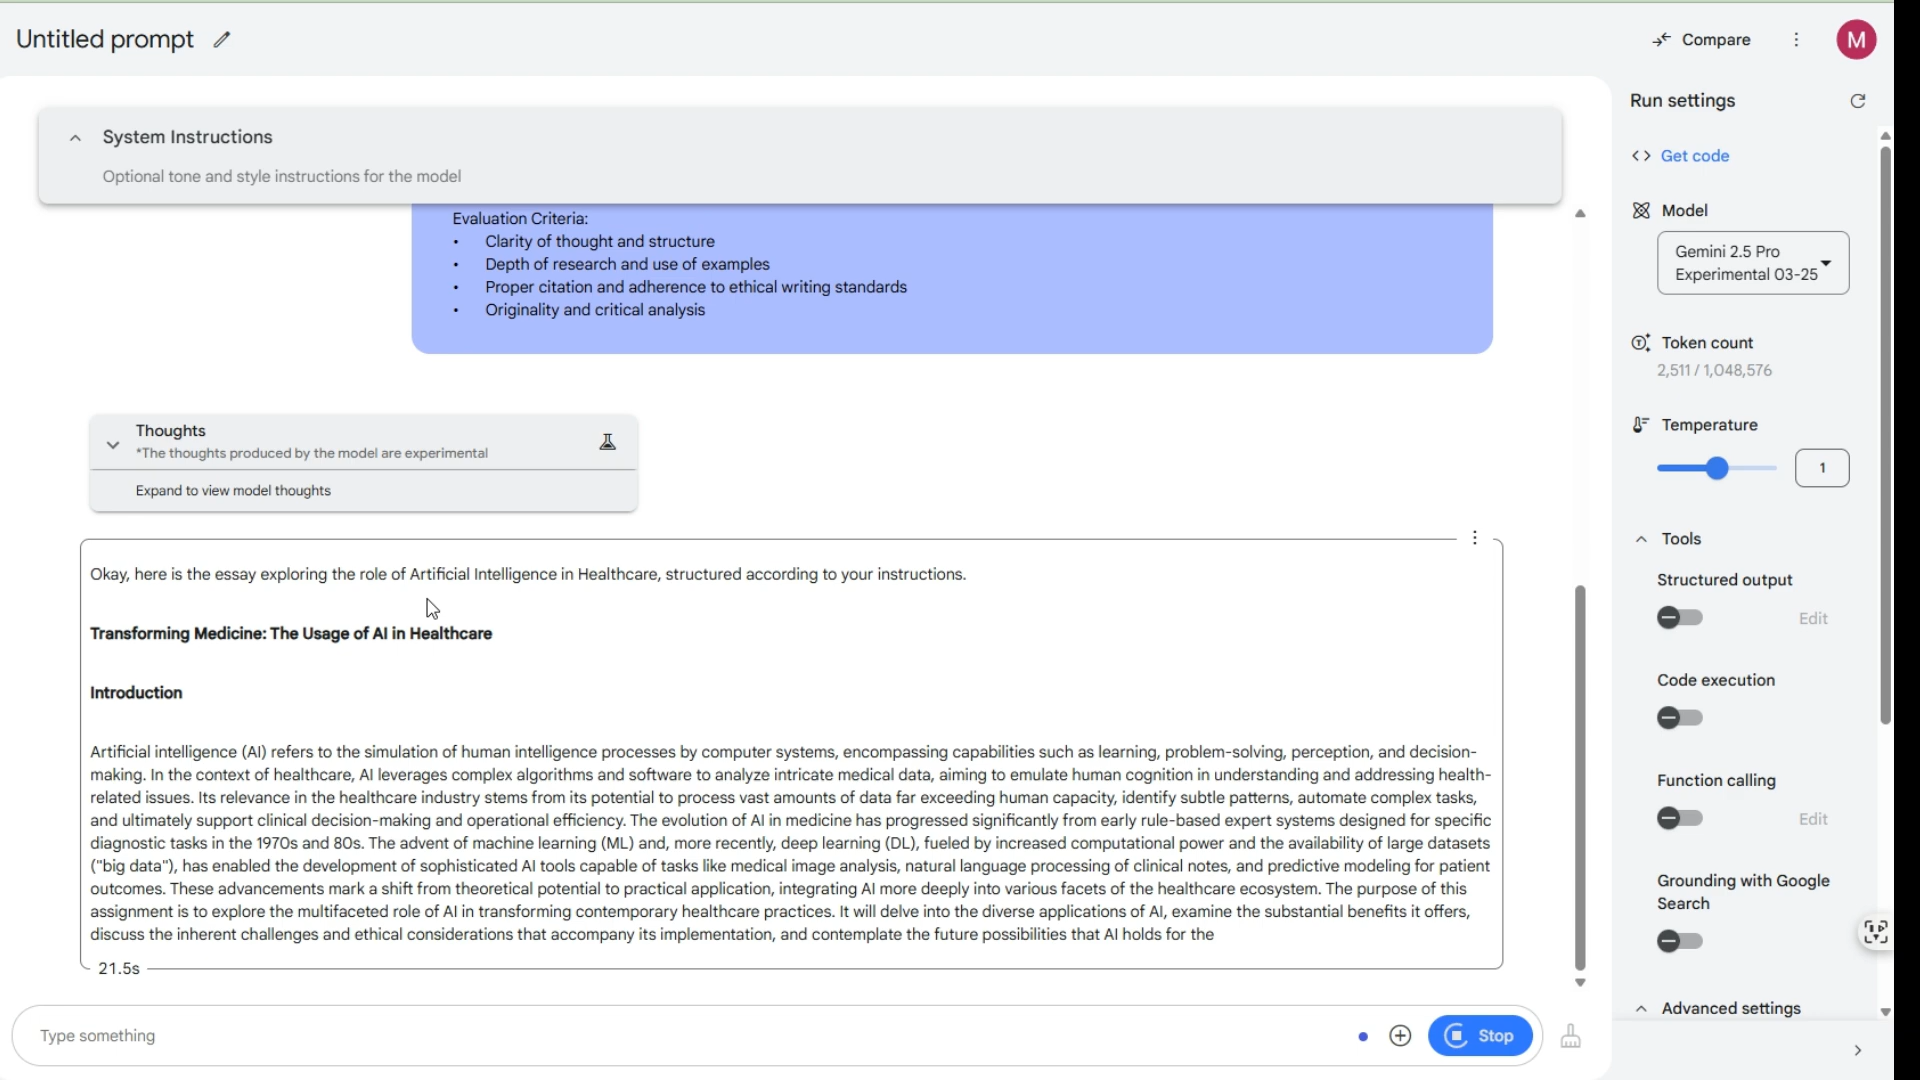 Untitled prompt
Compare
M
System Instructions
Optional tone and style instructions for the model
Evaluation Criteria:
• Clarity of thought and structure
• Depth of research and use of examples
• Proper citation and adherence to ethical writing standards
• Originality and critical analysis
Thoughts
*The thoughts produced by the model are experimental
Expand to view model thoughts
Okay, here is the essay exploring the role of Artificial Intelligence in Healthcare, structured according to your instructions.
Transforming Medicine: The Usage of AI in Healthcare
Introduction
Artificial intelligence (AI) refers to the simulation of human intelligence processes by computer systems, encompassing capabilities such as learning, problem-solving, perception, and decision-
making. In the context of healthcare, AI leverages complex algorithms and software to analyze intricate medical data, aiming to emulate human cognition in understanding and addressing health-
related issues. Its relevance in the healthcare industry stems from its potential to process vast amounts of data far exceeding human capacity, identify subtle patterns, automate complex tasks,
and ultimately support clinical decision-making and operational efficiency. The evolution of AI in medicine has progressed significantly from early rule-based expert systems designed for specific
diagnostic tasks in the 1970s and 80s. The advent of machine learning (ML) and, more recently, deep learning (DL), fueled by increased computational power and the availability of large datasets
("big data"), has enabled the development of sophisticated AI tools capable of tasks like medical image analysis, natural language processing of clinical notes, and predictive modeling for patient
outcomes. These advancements mark a shift from theoretical potential to practical application, integrating AI more deeply into various facets of the healthcare ecosystem. The purpose of this
assignment is to explore the multifaceted role of AI in transforming contemporary healthcare practices. It will delve into the diverse applications of AI, examine the substantial benefits it offers,
discuss the inherent challenges and ethical considerations that accompany its implementation, and contemplate the future possibilities that AI holds for the
21.5s
Type something
Stop
Run settings
Get code
Model
Gemini 2.5 Pro
Experimental 03-25
Token count
2,511 / 1,048,576
Temperature
1
Tools
Structured output
Edit
Code execution
Function calling
Edit
Grounding with Google
Search
Advanced settings